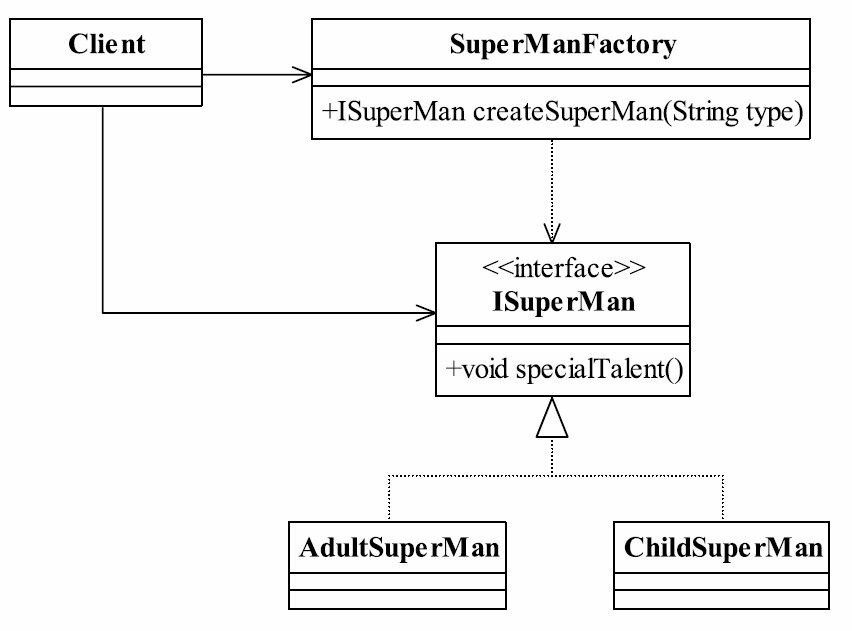 Client
SuperManFactory
+ISuperMan createSuperMan(String type)
<<interface>>
ISuperMan
+void specialTalent()
AdultSuperMan
ChildSuperMan